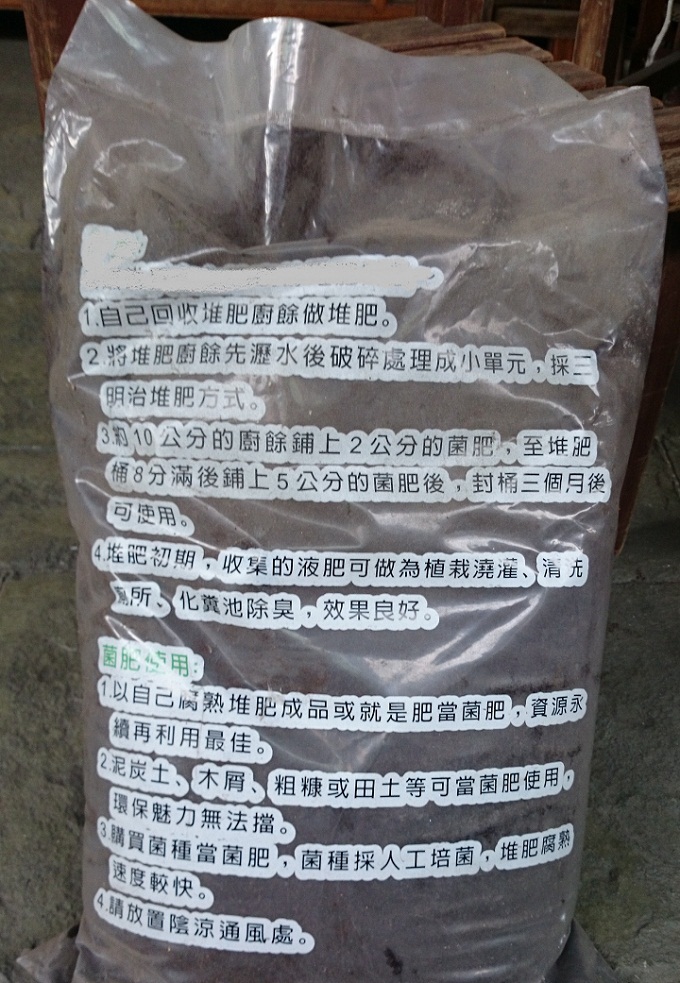 1.自己回收堆肥廚餘做堆肥。
2.將堆肥廚餘先瀝水後破碎處理成小單元，採三
明治堆肥方式。
3.約10公分的廚餘鋪上2公分的菌肥，至堆肥
桶8分滿後鋪上5公分的菌肥後，封桶三個月後
可使用。
4.堆肥初期，收集的液肥可做為植栽澆灌、清洗
廁所、化糞池除臭，效果良好。
菌肥使用:
1.以自己腐熟堆肥成品或就是肥當菌肥，資源永
續再利用最佳。
2.泥炭土、木屑、粗糠或田土等可當菌肥使用，
環保魅力無法擋。
3.購買菌種當菌肥，菌種採人工培菌，堆肥腐熟
速度較快。
4.請放置陰涼通風處。